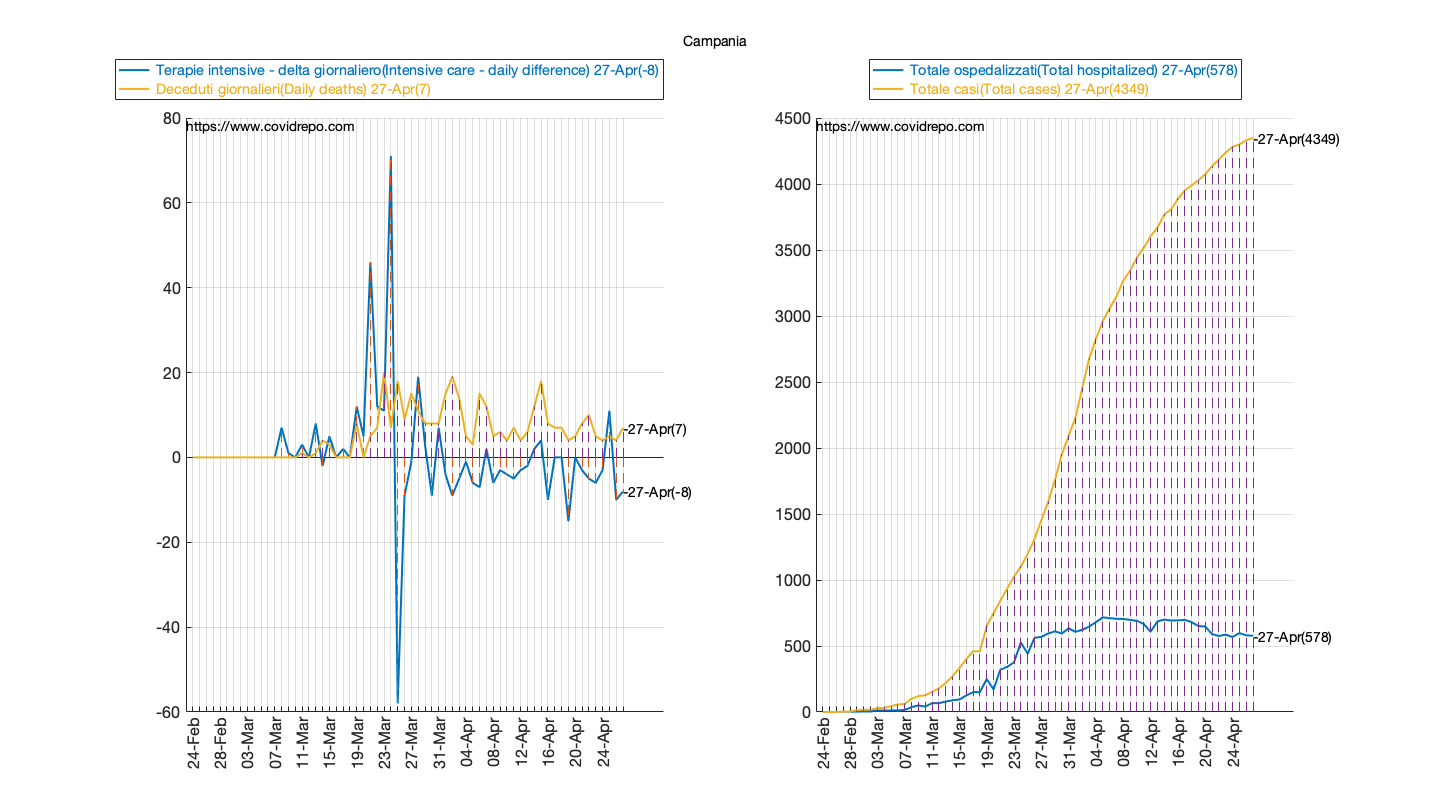 Campania
Terapie intensive - delta giornaliero(Intensive care - daily difference) 27-Apr(-8)
Deceduti giornalieri(Daily deaths) 27-Apr(7)
https://www.covidrepo.com
80
60
40
20
0
-20
-40
-60
-27-Apr(7)
-27-Apr(-8)
24-Feb
28-Feb
03-Mar
07-Mar
11-Mar
15-Mar
19-Mar
23-Mar
27-Mar
31-Mar
04-Apr
08-Apr
12-Apr
16-Apr
20-Apr
24-Apr
Totale ospedalizzati(Total hospitalized) 27-Apr(578)
Totale casi(Total cases) 27-Apr(4349)
https://www.covidrepo.com
4500
4000
3500
3000
2500
2000
1500
1000
500
0
-27-Apr(4349)
-27-Apr(578)
24-Feb
28-Feb
03-Mar
07-Mar
11-Mar
15-Mar
19-Mar
23-Mar
27-Mar
31-Mar
04-Apr
08-Apr
12-Apr
16-Apr
20-Apr
24-Apr